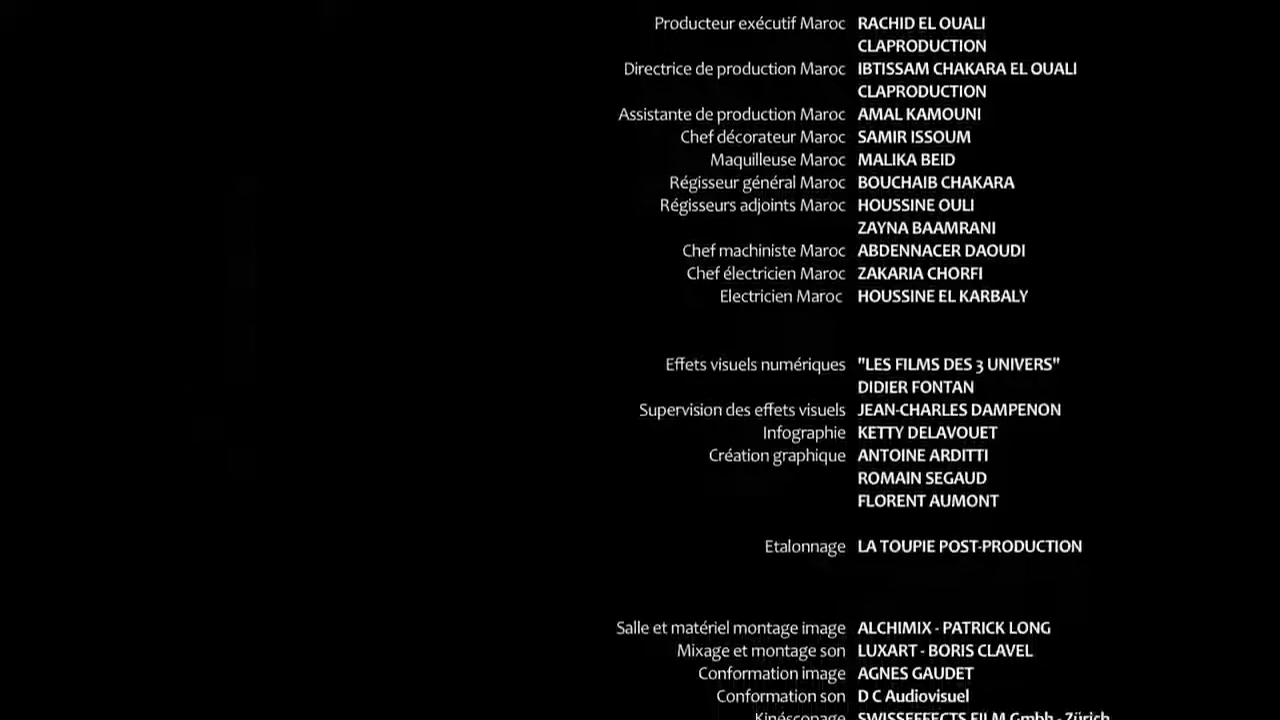 Producteur exécutif Maroc RACHID EL OUALI
CLAPRODUCTION
Directrice de production Maroc IBTISSAM CHAKARA EL OUALI
CLAPRODUCTION
Assistante de production Maroc AMAL KAMOUNI
Chef décorateur Maroc SAMIR ISSOUM
Maquilleuse Maroc MALIKA BEID
Régisseur général Maroc BOUCHAIB CHAKARA
Régisseurs adjoints Maroc HOUSSINE OULI
ZAYNA BAAMRANI
Chef machiniste Maroc ABDENNACER DAOUDI
Chef électricien Maroc ZAKARIA CHORFI
Electricien Maroc HOUSSINE EL KARBALY
Effets visuels numériques "LES FILMS DES 3 UNIVERS"
DIDIER FONTAN
Supervision des effets visuels JEAN-CHARLES DAMPENON
Infographie KETTY DELAVOUET
Création graphique ANTOINE ARDITTI
ROMAIN SEGAUD
FLORENT AUMONT
Etalonnage LA TOUPIE POST-PRODUCTION
Salle et matériel montage image ALCHIMIX - PATRICK LONG
Mixage et montage son LUXART - BORIS CLAVEL
Conformation image AGNES GAUDET
Conformation son D C Audiovisuel
Kinéscopage SWISSEFFECTS FILM Gmbh - Zürich